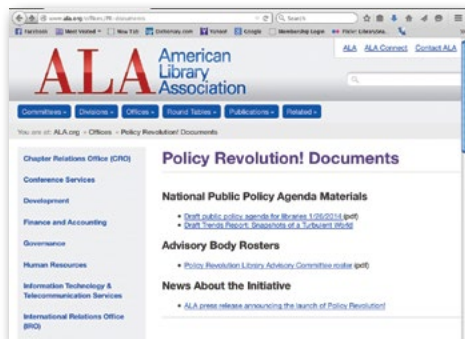 www.ala.org/offices/PR-documents
Search
Facebook Most Visited New Tab Dictionary.com Yahoo! Google Membership Login Flickr:
ALA ALA Connect Contact ALA
ALA
American
Library
Association
Committees Divisions Offices Round Tables Publications Related
You are at: ALA.org » Offices » Policy Revolution! Documents
Chapter Relations Office (CRO)
Conference Services
Development
Finance and Accounting
Governance
Human Resources
Information Technology &
Telecommunication Services
International Relations Office
(IRO)
Policy Revolution! Documents
National Public Policy Agenda Materials
Draft public policy agenda for libraries 1/26/2014 (pdf)
Draft Trends Report: Snapshots of a Turbulent World
Advisory Body Rosters
Policy Revolution Library Advisory Committee roster (pdf)
News About the Initiative
ALA press release announcing the launch of Policy Revolution!